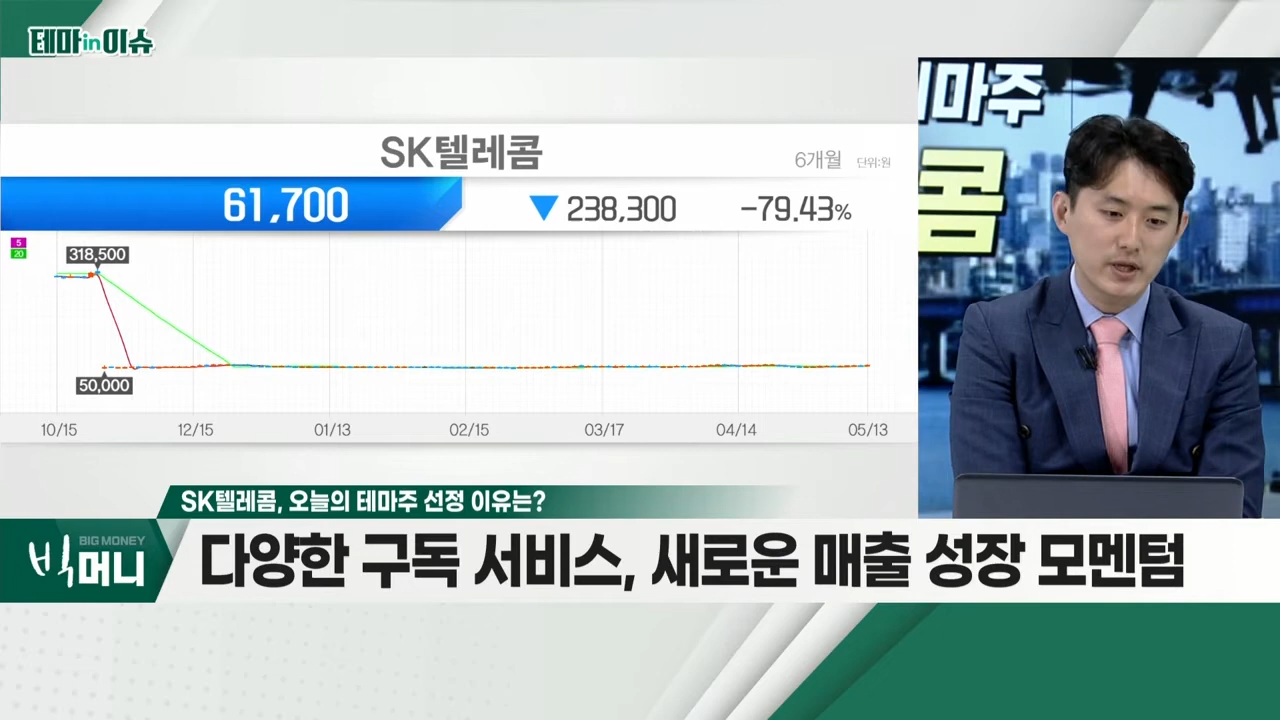 테마in이슈
SK텔레콤
6개월 단위:원
61,700 ▼ 238,300 -79.43%
5
20
318,500
50,000
10/15 12/15 01/13 02/15 03/17 04/14 05/13
마주
콤
SK텔레콤, 오늘의 테마주 선정 이유는?
BIG MONEY
빅머니
다양한 구독 서비스, 새로운 매출 성장 모멘텀